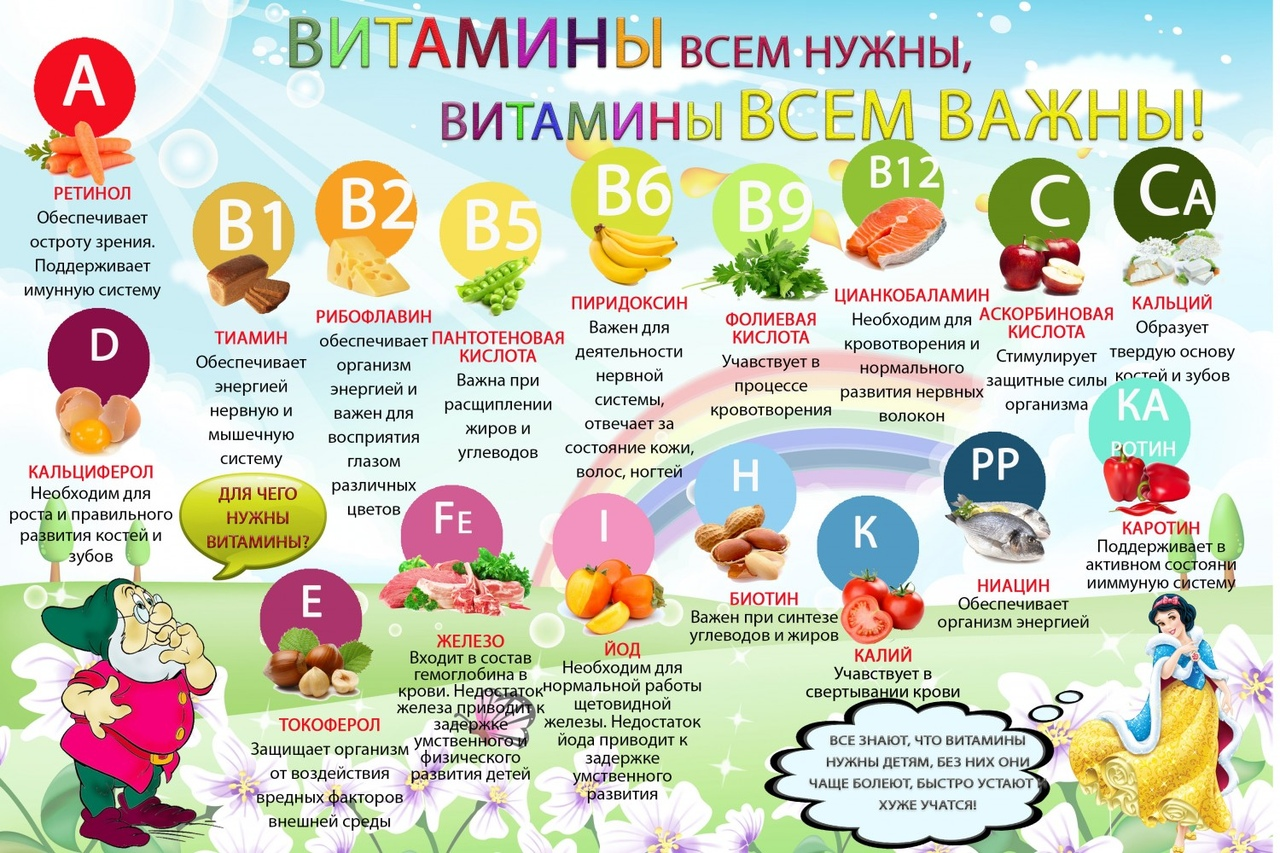 ВИТАМИНЫ ВСЕМ НУЖНЫ,
ВИТАМИНЫ ВСЕМ ВАЖНЫ!
A
РЕТИНОЛ
Обеспечивает
остроту зрения.
Поддерживает
имунную систему
B1
ТИАМИН
Обеспечивает
энергией
нервную и
мышечную
систему
B2
РИБОФЛАВИН
обеспечивает
организм
энергией и
важен для
восприятия
глазом
различных
цветов
B5
ПАНТОТЕНОВАЯ
КИСЛОТА
Важна при
расщиплении
жиров и
углеводов
B6
ПИРИДОКСИН
Важен для
деятельности
нервной
системы,
отвечает за
состояние кожи,
волос, ногтей
B9
ФОЛИЕВАЯ
КИСЛОТА
Учавствует в
процессе
кровотворения
B12
ЦИАНКОБАЛАМИН
Необходим для
кровотворения и
нормального
развития нервных
волокон
C
АСКОРБИНОВАЯ
КИСЛОТА
Стимулирует
защитные силы
организма
CA
КАЛЬЦИЙ
Образует
твердую основу
костей и зубов
D
КАЛЬЦИФЕРОЛ
Необходим для
роста и правильного
развития костей и
зубов
ДЛЯ ЧЕГО
НУЖНЫ
ВИТАМИНЫ?
E
ТОКОФЕРОЛ
Защищает организм
от воздействия
вредных факторов
внешней среды
FE
ЖЕЛЕЗО
Входит в состав
гемоглобина в
крови. Недостаток
железа приводит к
задержке
умственного и
физического
развития детей
I
ЙОД
Необходим для
нормальной работы
щетовидной
железы. Недостаток
йода приводит к
задержке
умственного
развития
H
БИОТИН
Важен при синтезе
углеводов и жиров
K
КАЛИЙ
Учавствует в
свертывании крови
PP
НИАЦИН
Обеспечивает
организм энергией
КА
РОТИН
КАРОТИН
Поддерживает в
активном состояни
ииммуную систему
ВСЕ ЗНАЮТ, ЧТО ВИТАМИНЫ
НУЖНЫ ДЕТЯМ, БЕЗ НИХ ОНИ
ЧАЩЕ БОЛЕЮТ, БЫСТРО УСТАЮТ И
ХУЖЕ УЧАТСЯ!